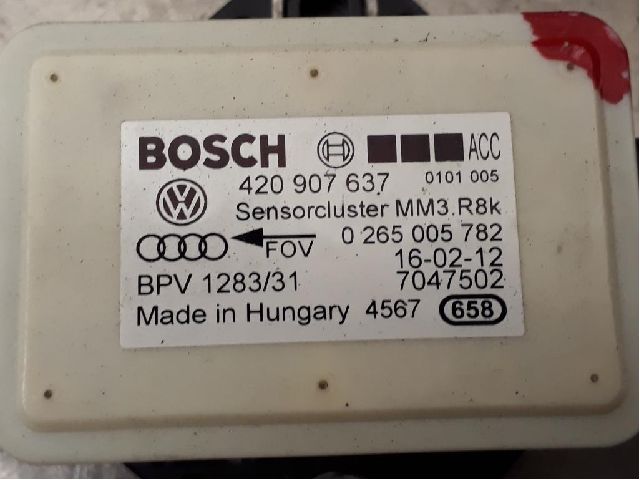 BOSCH ACC
420 907 637 0101 005
Sensorcluster MM3.R8k
FOV 0 265 005 782
16-02-12
BPV 1283/31 7047502
Made in Hungary 4567 658